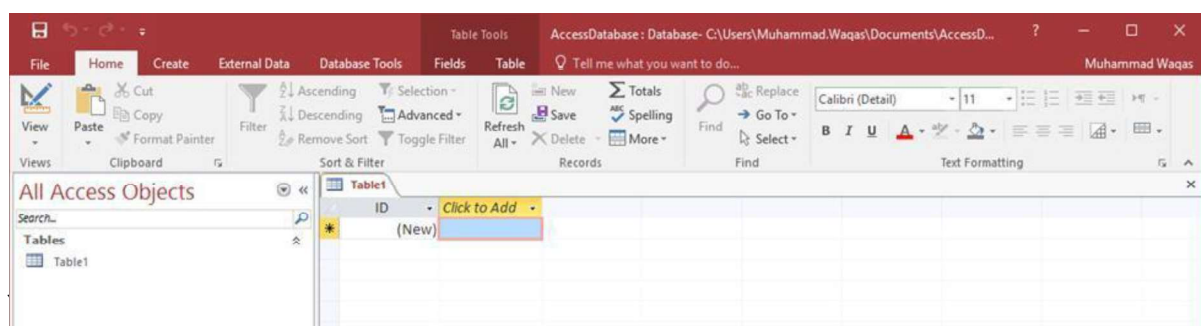 Table Tools AccessDatabase : Database- C:\Users\Muhammad.Waqas\Documents\AccessD... ?
File Home Create External Data Database Tools Fields Table Tell me what you want to do... Muhammad Waqas
View
Paste
Cut
Copy
Format Painter
Filter
Ascending
Descending
Remove Sort
Selection
Advanced
Toggle Filter
Refresh
All
New
Save
Delete
Totals
Spelling
More
Find
Replace
Go To
Select
Calibri (Detail) 11
B I U A
Views Clipboard Sort & Filter Records Find Text Formatting
All Access Objects
Search...
Tables
Table1
Table1
ID Click to Add
(New)